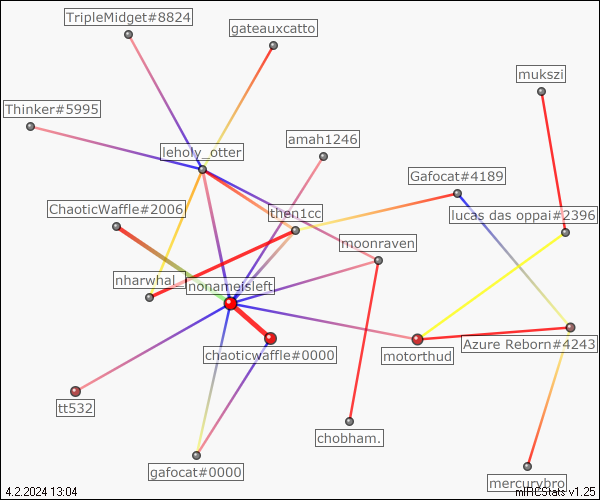 TripleMidget#8824
gateauxcatto
mukszi
Thinker#5995
amah1246
leholy_otter
Gafocat#4189
ChaoticWaffle#2006
then1cc
lucas das oppai#2396
moonraven
nharwhal_
nonameisleft
chaoticwaffle#0000
motorthud
Azure Reborn#4243
tt532
chobham.
gafocat#0000
mercurybro
4.2.2024 13:04
mIRCStats v1.25